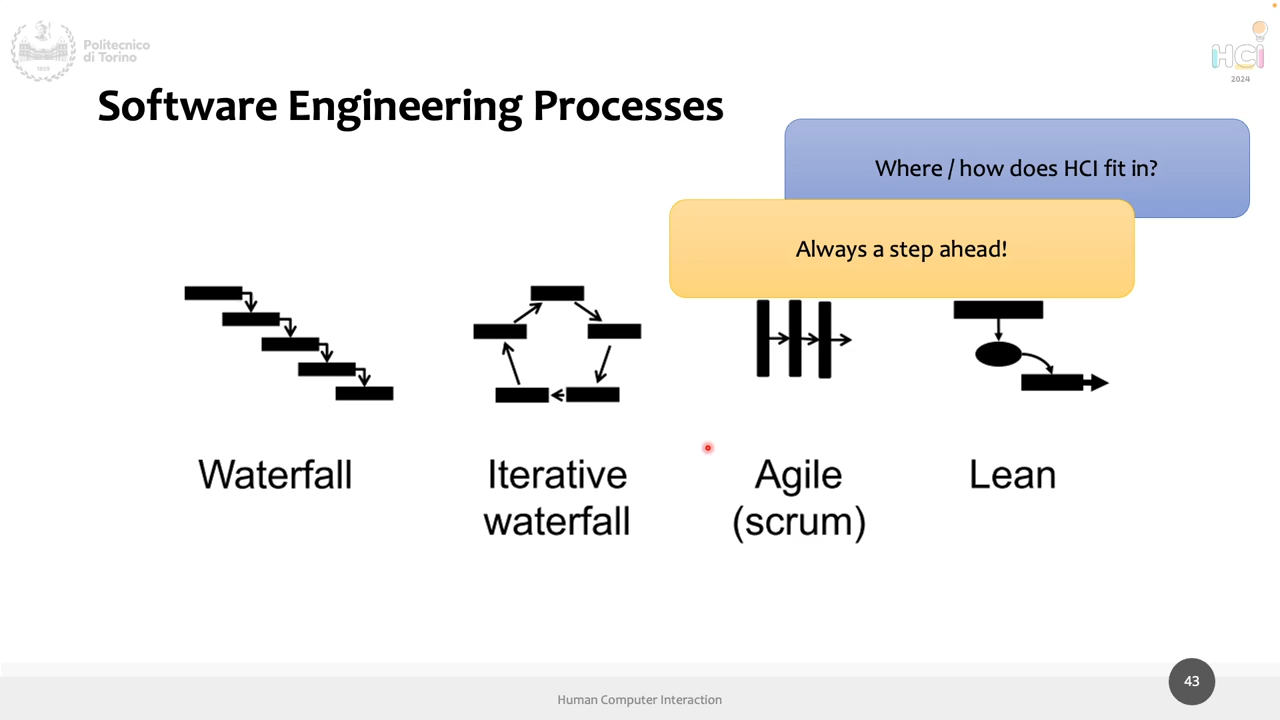 Politecnico
di Torino
1859
HCI
2024
Software Engineering Processes
Where / how does HCI fit in?
Always a step ahead!
Waterfall
Iterative
waterfall
Agile
(scrum)
Lean
Human Computer Interaction
43